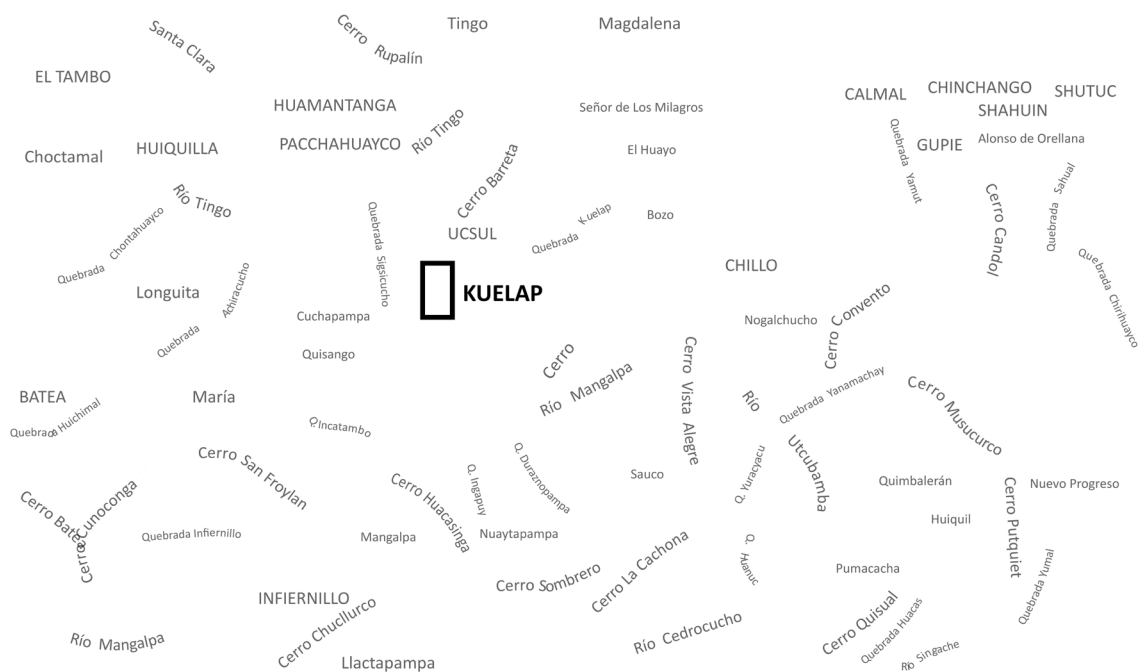 Santa Clara
Cerro Rupalín
Tingo
Magdalena
EL TAMBO
HUAMANTANGA
Señor de Los Milagros
CALMAL
CHINCHANGO
SHUTUC
SHAHUIN
Choctamal
HUIQUILLA
PACCHAHUAYCO
Río Tingo
El Huayo
Quebrada Yamut
GUPIE
Alonso de Orellana
Río Tingo
Cerro Barreta
Quebrada Sahual
Quebrada Chontahuayco
Quebrada Sigsicucho
UCSUL
Quebrada Kuelap
Bozo
Cerro Candol
Quebrada Chirihuayco
Longuita
Quebrada Achiracucho
KUELAP
CHILLO
Cuchapampa
Nogalchucho
Cerro Convento
Quisango
Cerro
Río Mangalpa
Cerro Vista Alegre
BATEA
María
Río
Quebrada Yanamachay
Cerro Musucurco
Quebrada Huichimal
Q. Incatambo
Utcubamba
Cerro San Froylan
Cerro Huacasinga
Q. Ingapuy
Q. Duraznopampa
Sauco
Q. Yuracyacu
Quimbalerán
Nuevo Progreso
Cerro Batea
Cerro Cunoconga
Quebrada Infiernillo
Mangalpa
Nuaytapampa
Huiquil
Cerro Putquiet
Cerro Sombrero
Cerro La Cachona
Q. Huanuc
Pumacacha
Quebrada Yumal
INFIERNILLO
Cerro Chucllurco
Río Mangalpa
Llactapampa
Río Cedrocucho
Cerro Quisual
Quebrada Huacas
Río Singache